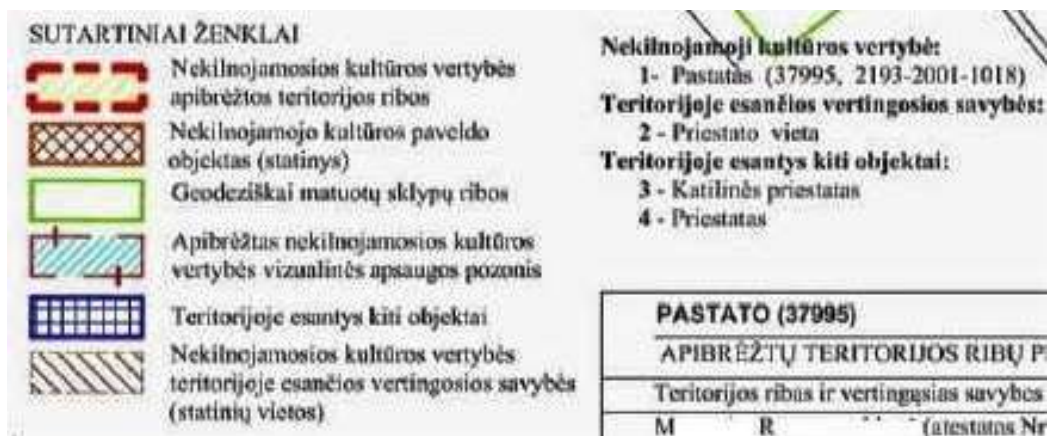 SUTARTINIAI ŽENKLAI
Nekilnojamosios kultūros vertybės
apibrėžtos teritorijos ribos
Nekilnojamojo kultūros paveldo
objektas (statinys)
Geodeziškai matuotų sklypų ribos
Apibrėžtas nekilnojamosios kultūros
vertybės vizualinės apsaugos pozonis
Teritorijoje esantys kiti objektai
Nekilnojamosios kultūros vertybės
teritorijoje esančios vertingosios savybės
(statinių vietos)
Nekilnojamoji kultūros vertybė:
1- Pastatas (37995, 2193-2001-1018)
Teritorijoje esančios vertingosios savybės:
2 - Priestato vieta
Teritorijoje esantys kiti objektai:
3 - Katilinės priestatas
4 - Priestatas
PASTATO (37995)
APIBRĖŽTŲ TERITORIJOS RIBŲ P
Teritorijos ribas ir vertingąsias savybes
M R (atestatas Nr